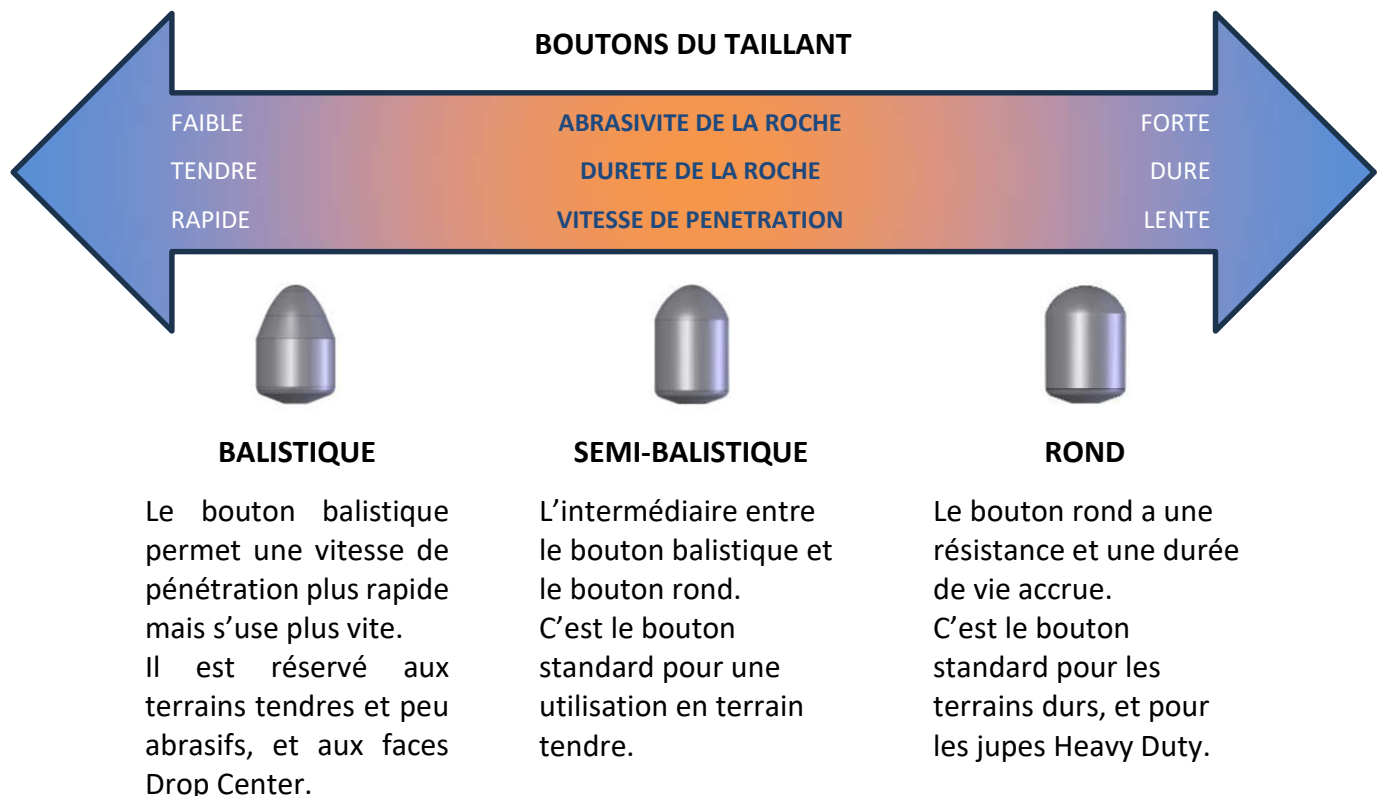 BOUTONS DU TAILLANT
FAIBLE ABRASIVITE DE LA ROCHE FORTE
TENDRE DURETE DE LA ROCHE DURE
RAPIDE VITESSE DE PENETRATION LENTE
BALISTIQUE
Le bouton balistique
permet une vitesse de
pénétration plus rapide
mais s’use plus vite.
Il est réservé aux
terrains tendres et peu
abrasifs, et aux faces
Drop Center.
SEMI-BALISTIQUE
L’intermédiaire entre
le bouton balistique et
le bouton rond.
C’est le bouton
standard pour une
utilisation en terrain
tendre.
ROND
Le bouton rond a une
résistance et une durée
de vie accrue.
C’est le bouton
standard pour les
terrains durs, et pour
les jupes Heavy Duty.